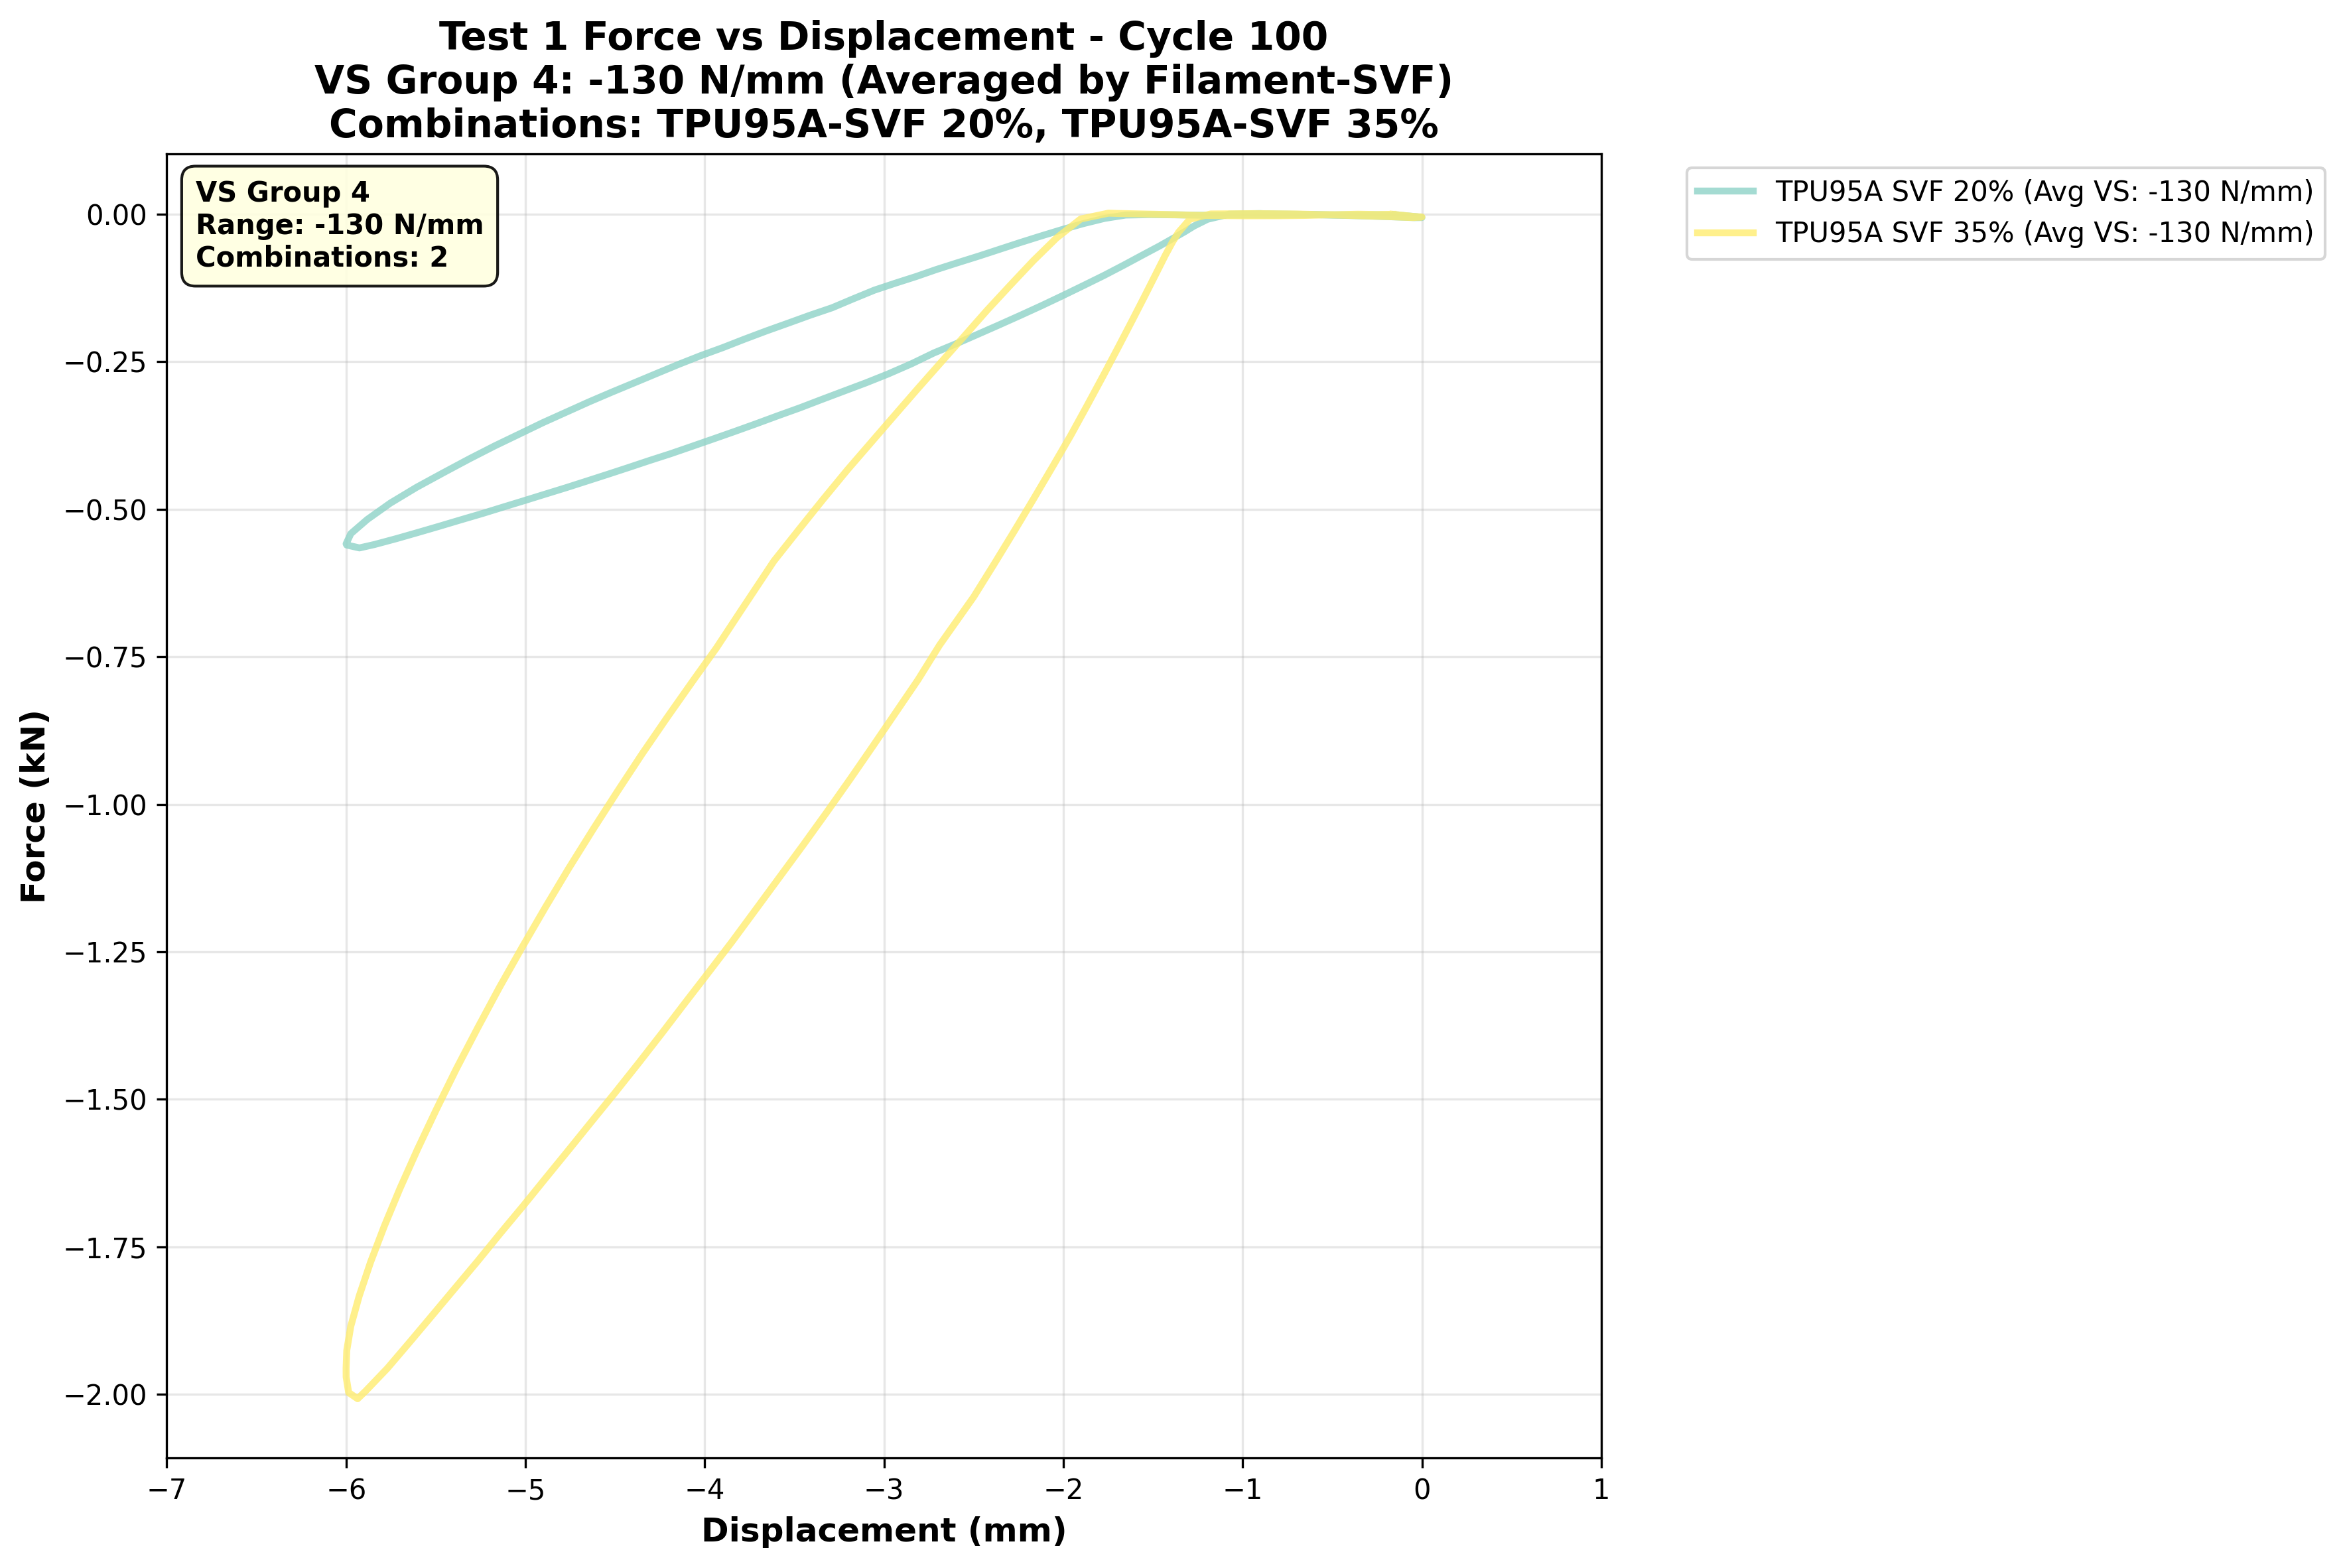 Test 1 Force vs Displacement - Cycle 100
VS Group 4: -130 N/mm (Averaged by Filament-SVF)
Combinations: TPU95A-SVF 20%, TPU95A-SVF 35%
VS Group 4
Range: -130 N/mm
Combinations: 2
TPU95A SVF 20% (Avg VS: -130 N/mm)
TPU95A SVF 35% (Avg VS: -130 N/mm)
Force (kN)
0.00
−0.25
−0.50
−0.75
−1.00
−1.25
−1.50
−1.75
−2.00
−7 −6 −5 −4 −3 −2 −1 0 1
Displacement (mm)